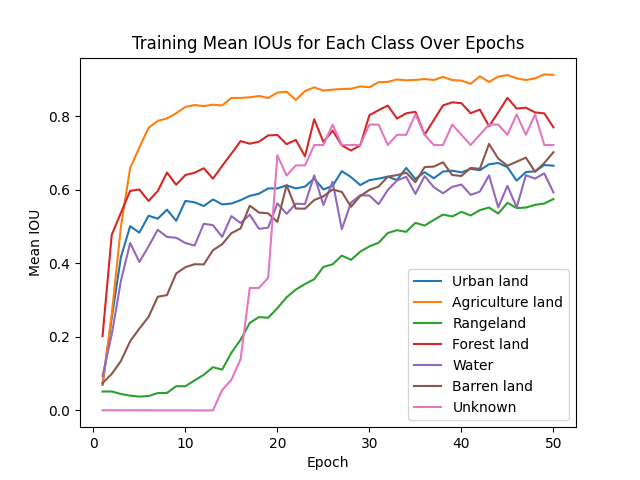 Training Mean IOUs for Each Class Over Epochs
Mean IOU
0.8
0.6
0.4
0.2
0.0
0 10 20 30 40 50
Epoch
Urban land
Agriculture land
Rangeland
Forest land
Water
Barren land
Unknown